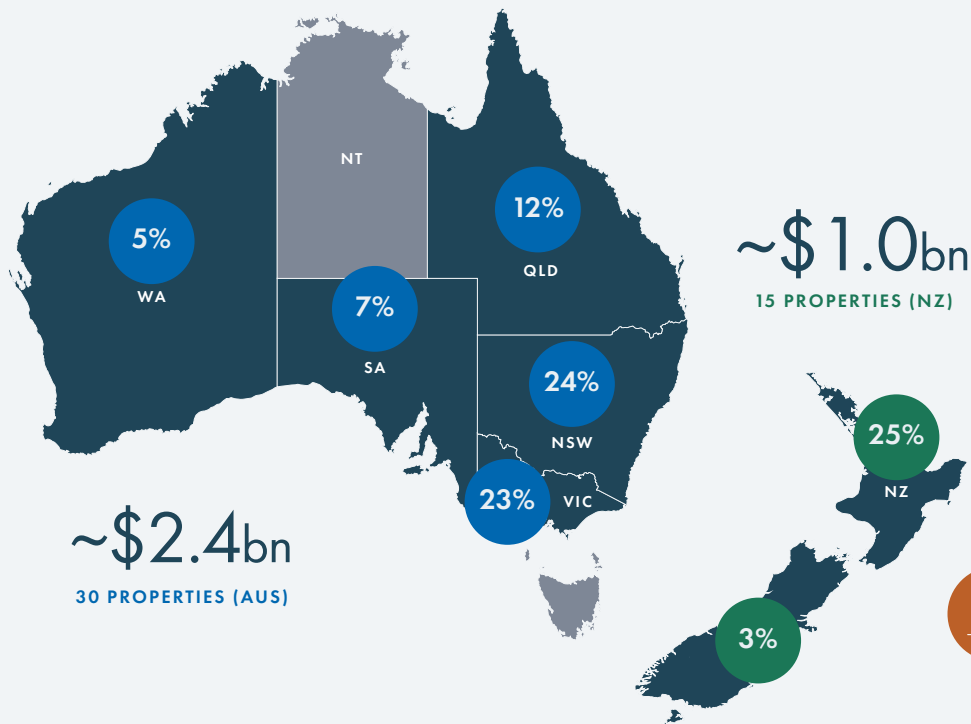 NT
12%
QLD
5%
WA
~$1.0bn
15 PROPERTIES (NZ)
7%
SA
24%
NSW
25%
NZ
23%
VIC
~$2.4bn
30 PROPERTIES (AUS)
3%